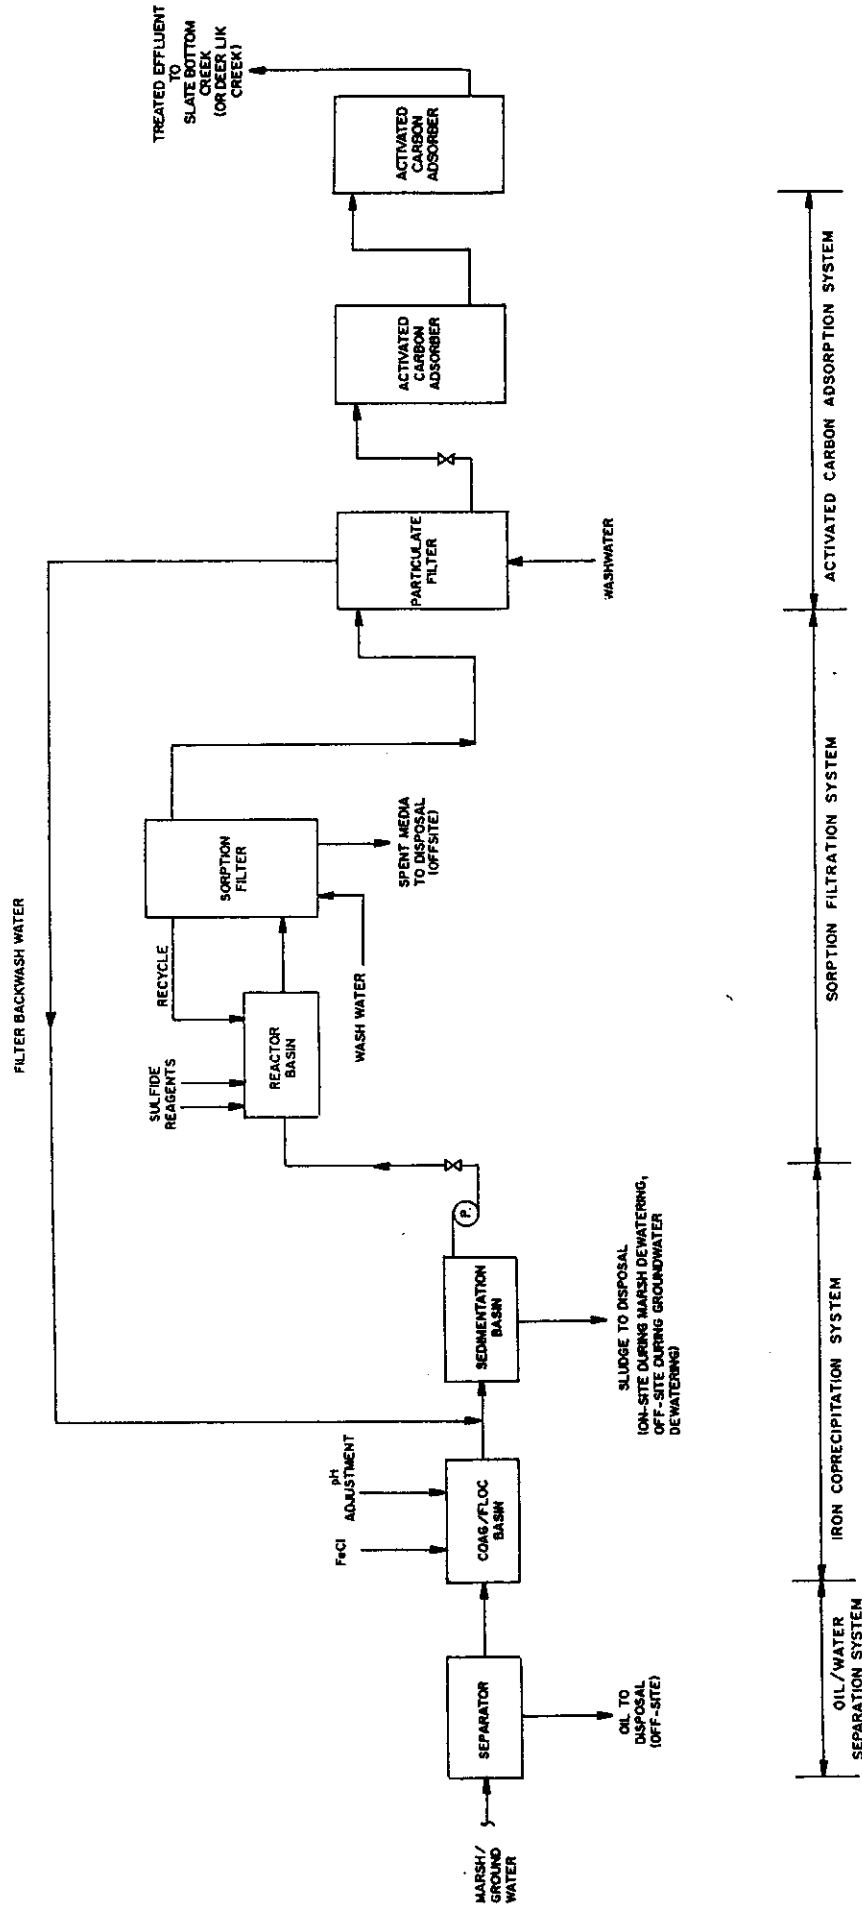 MARSH/
GROUND
WATER
SEPARATOR
OIL TO
DISPOSAL
(OFF-SITE)
FeCl
pH
ADJUSTMENT
COAG/FLOC
BASIN
SEDIMENTATION
BASIN
SLUDGE TO DISPOSAL
(ON-SITE DURING MARSH DEWATERING,
OFF-SITE DURING GROUNDWATER
DEWATERING)
P.
FILTER BACKWASH WATER
SULFIDE
REAGENTS
RECYCLE
REACTOR
BASIN
WASH WATER
SORPTION
FILTER
SPENT MEDIA
TO DISPOSAL
(OFFSITE)
PARTICULATE
FILTER
WASHWATER
ACTIVATED
CARBON
ADSORBER
ACTIVATED
CARBON
ADSORBER
TREATED EFFLUENT
TO
SLATE BOTTOM
CREEK
(OR DEER LIK
CREEK)
OIL/WATER
SEPARATION SYSTEM
IRON COPRECIPITATION SYSTEM
SORPTION FILTRATION SYSTEM
ACTIVATED CARBON ADSORPTION SYSTEM